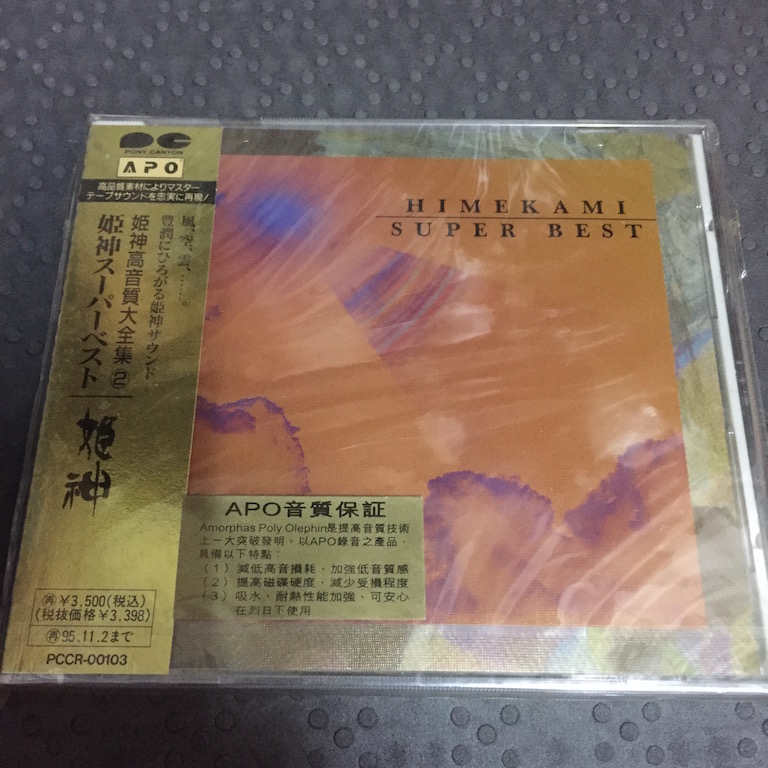 PONY CANYON
APO
高品質素材によりマスター
テープサウンドを忠実に再現!
風、空、雲、……。
豊潤にひろがる姫神サウンド
姫神高音質大全集②
姫神スーパーベスト
姫神
再¥3,500(税込)
(税抜価格¥3,398)
再95.11.2まで
PCCR-00103
HIMEKAMI
SUPER BEST
APO音質保証
Amorphas Poly Olephin是提高音質技術
上一大突破發明。以APO錄音之產品,
具備以下特點:
(1)減低高音損耗,加強低音質感
(2)提高磁碟硬度,減少受損程度
(3)吸水、耐熱性能加強、可安心
在烈日下使用